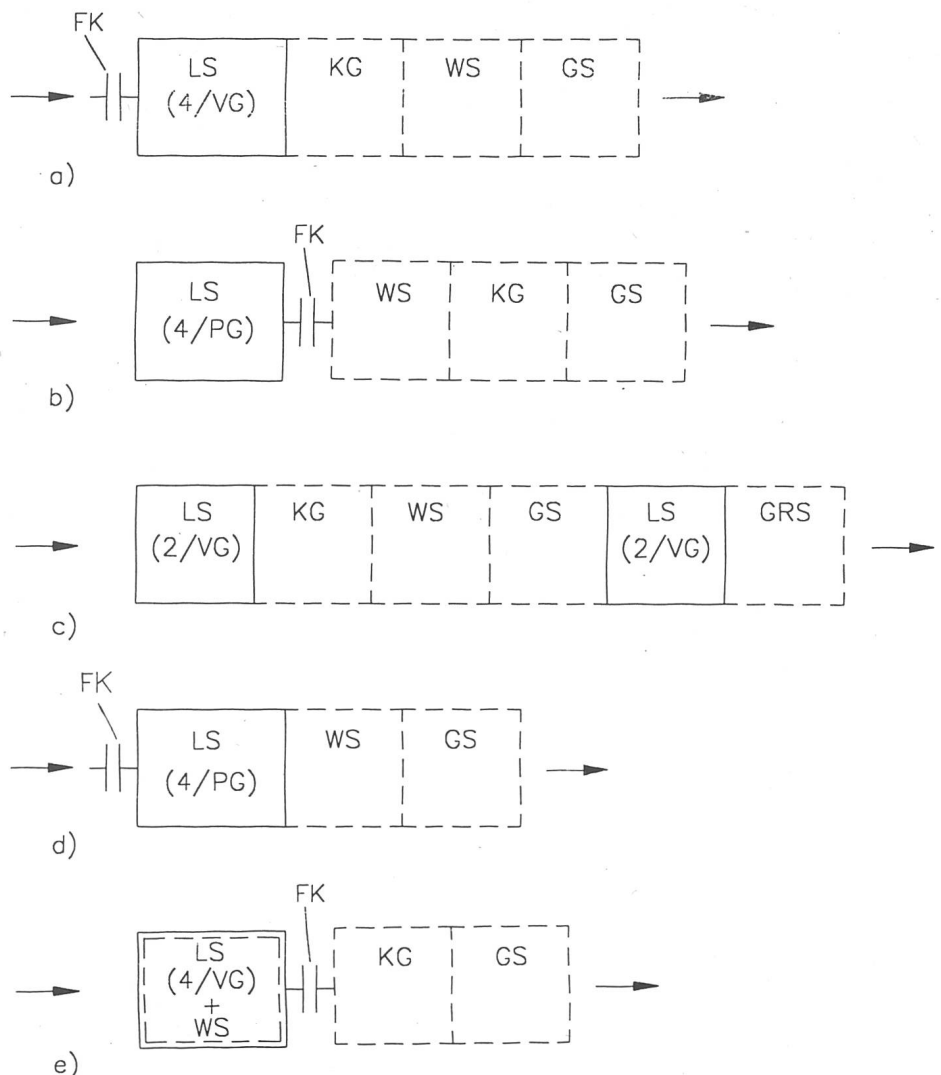 FK
LS KG WS GS
(4/VG)
a)
FK
LS WS KG GS
(4/PG)
b)
LS KG WS GS LS GRS
(2/VG) (2/VG)
c)
FK
LS WS GS
(4/PG)
d)
FK
LS KG GS
(4/VG)
+
WS
e)